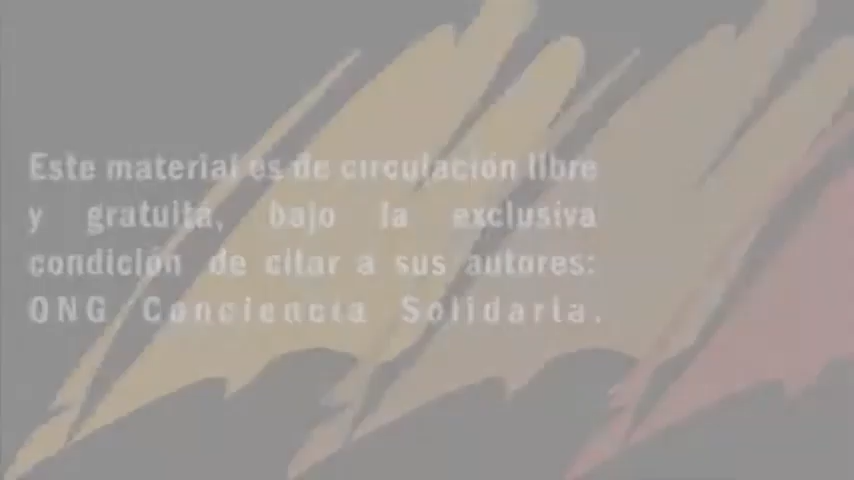 Este material es de circulación libre
y gratuita, bajo la exclusiva
condición de citar a sus autores:
ONG Conciencia Solidaria.